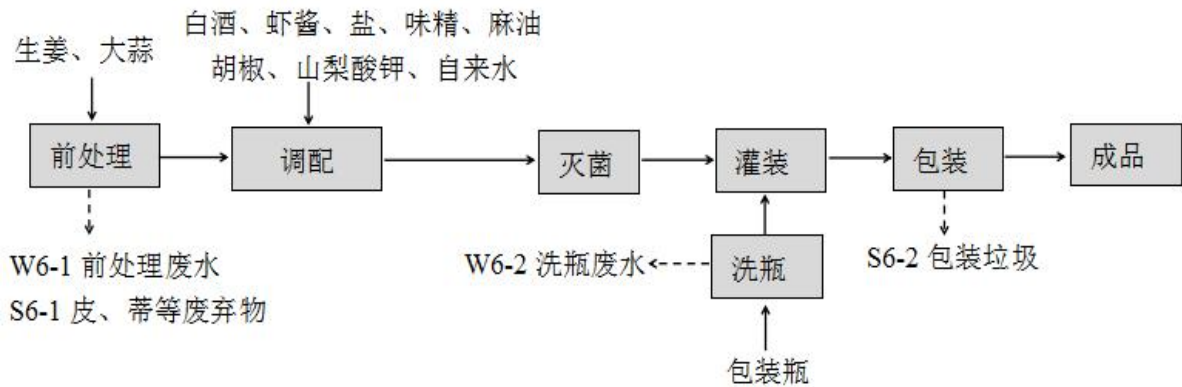 白酒、虾酱、盐、味精、麻油
胡椒、山梨酸钾、自来水
生姜、大蒜
前处理
调配
灭菌
灌装
包装
成品
W6-1 前处理废水
S6-1 皮、蒂等废弃物
W6-2 洗瓶废水
洗瓶
S6-2 包装垃圾
包装瓶